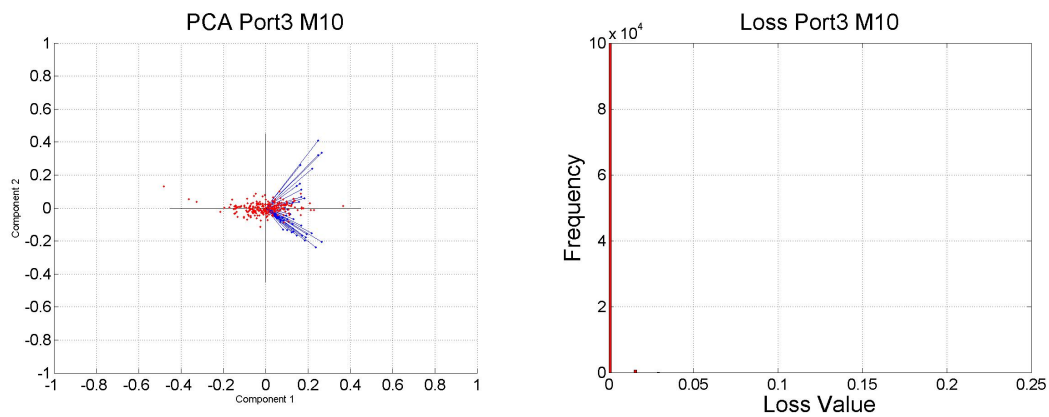 PCA Port3 M10
1
0.8
0.6
0.4
0.2
0
-0.2
-0.4
-0.6
-0.8
-1
-1 -0.8 -0.6 -0.4 -0.2 0 0.2 0.4 0.6 0.8 1
Component 2
Component 1
Loss Port3 M10
x 10⁴
10
8
6
4
2
0
0 0.05 0.1 0.15 0.2 0.25
Frequency
Loss Value